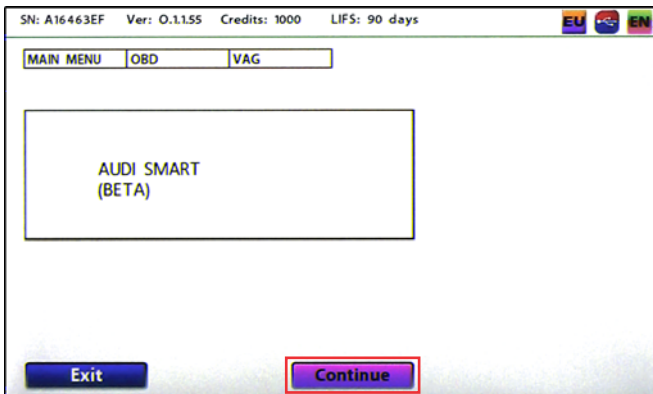 SN: A16463EF Ver: 0.1.1.55 Credits: 1000 LIFS: 90 days EU EN
MAIN MENU OBD VAG
AUDI SMART
(BETA)
Exit Continue